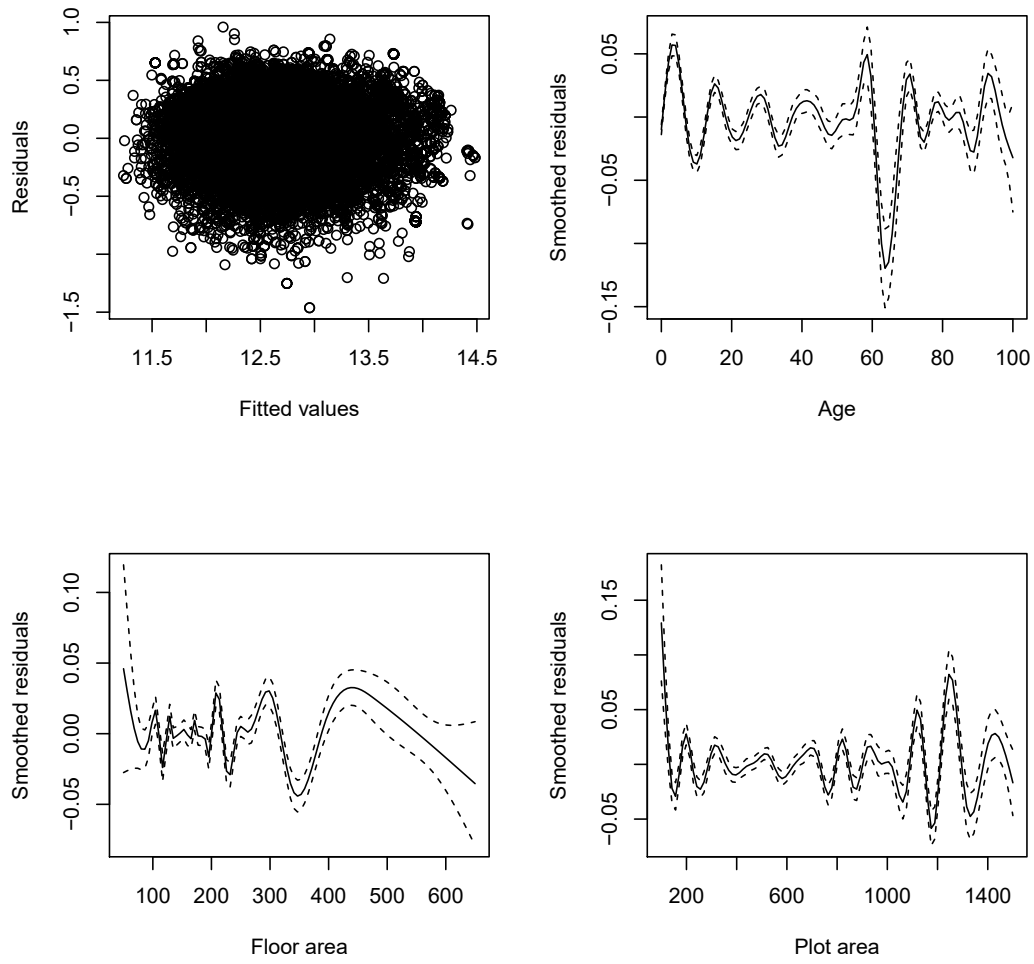 Residuals
1.0
0.5
0.0
−0.5
−1.5
11.5 12.5 13.5 14.5
Fitted values
Smoothed residuals
0.05
−0.05
−0.15
0 20 40 60 80 100
Age
Smoothed residuals
0.10
0.05
0.00
−0.05
100 200 300 400 500 600
Floor area
Smoothed residuals
0.15
0.05
−0.05
200 600 1000 1400
Plot area